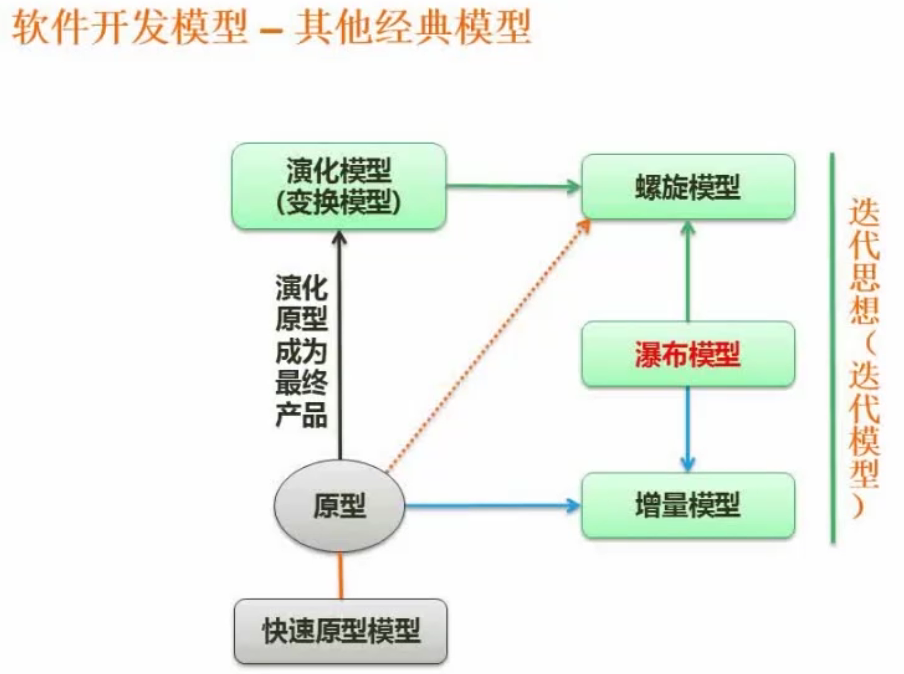 软件开发模型 – 其他经典模型
演化模型
(变换模型)
螺旋模型
迭代思想（迭代模型）
演化
原型
成为
最终
产品
瀑布模型
原型
增量模型
快速原型模型